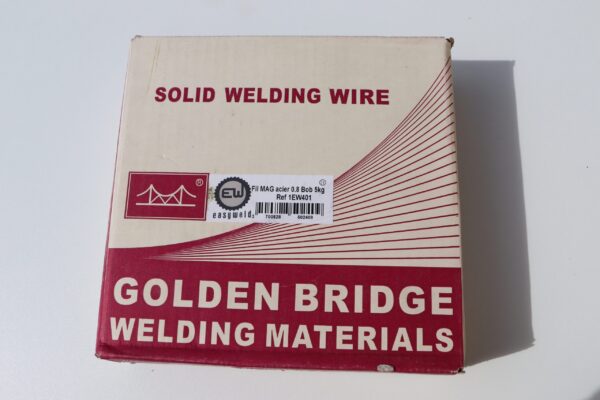 SOLID WELDING WIRE
®
EW
easyweld.
Fil MAG acier 0.8 Bob 5kg
Ref 1EW401
GOLDEN BRIDGE
WELDING MATERIALS